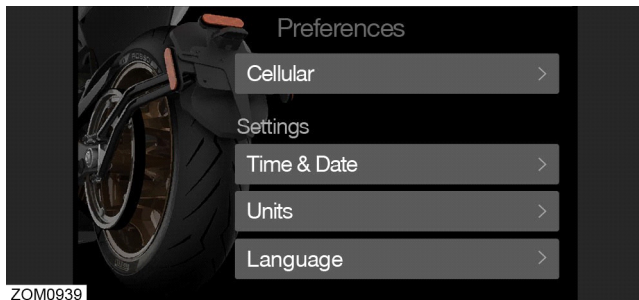 Preferences
Cellular
Settings
Time & Date
Units
Language
ZOM0939